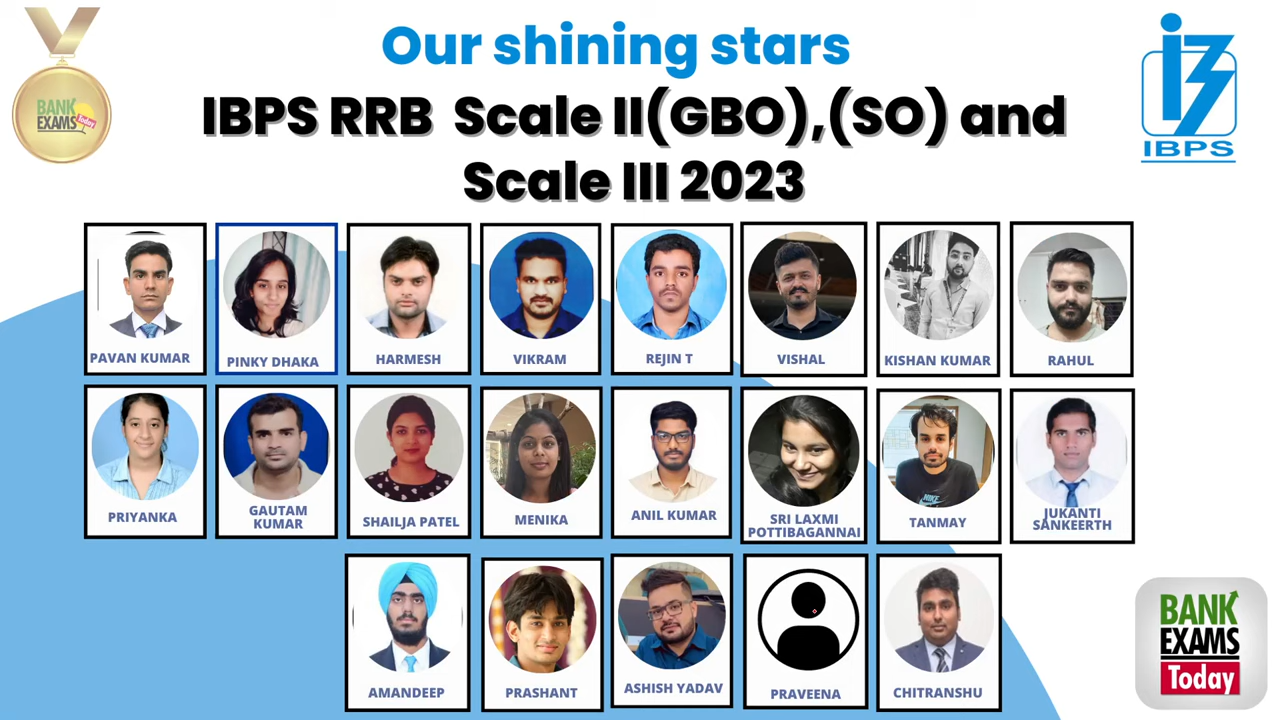 Our shining stars
IBPS RRB Scale II(GBO),(SO) and
Scale III 2023
BANK
EXAMS
Today
IBPS
PAVAN KUMAR
PINKY DHAKA
HARMESH
VIKRAM
REJIN T
VISHAL
KISHAN KUMAR
RAHUL
PRIYANKA
GAUTAM
KUMAR
SHAILJA PATEL
MENIKA
ANIL KUMAR
SRI LAXMI
POTTIBAGANNAI
TANMAY
NIKE
JUKANTI
SANKEERTH
AMANDEEP
PRASHANT
ASHISH YADAV
PRAVEENA
CHITRANSHU
BANK
EXAMS
Today